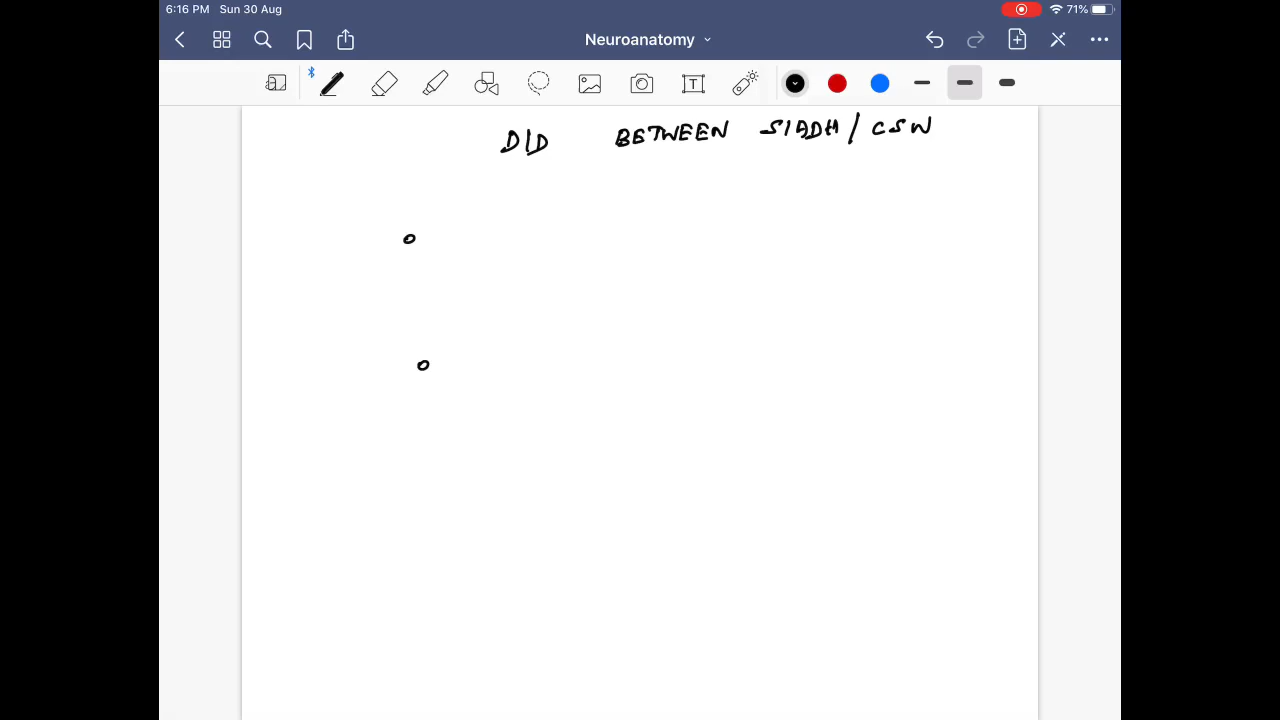 6:16 PM Sun 30 Aug
71%
Neuroanatomy
T
D/D BETWEEN SIADH / CSW